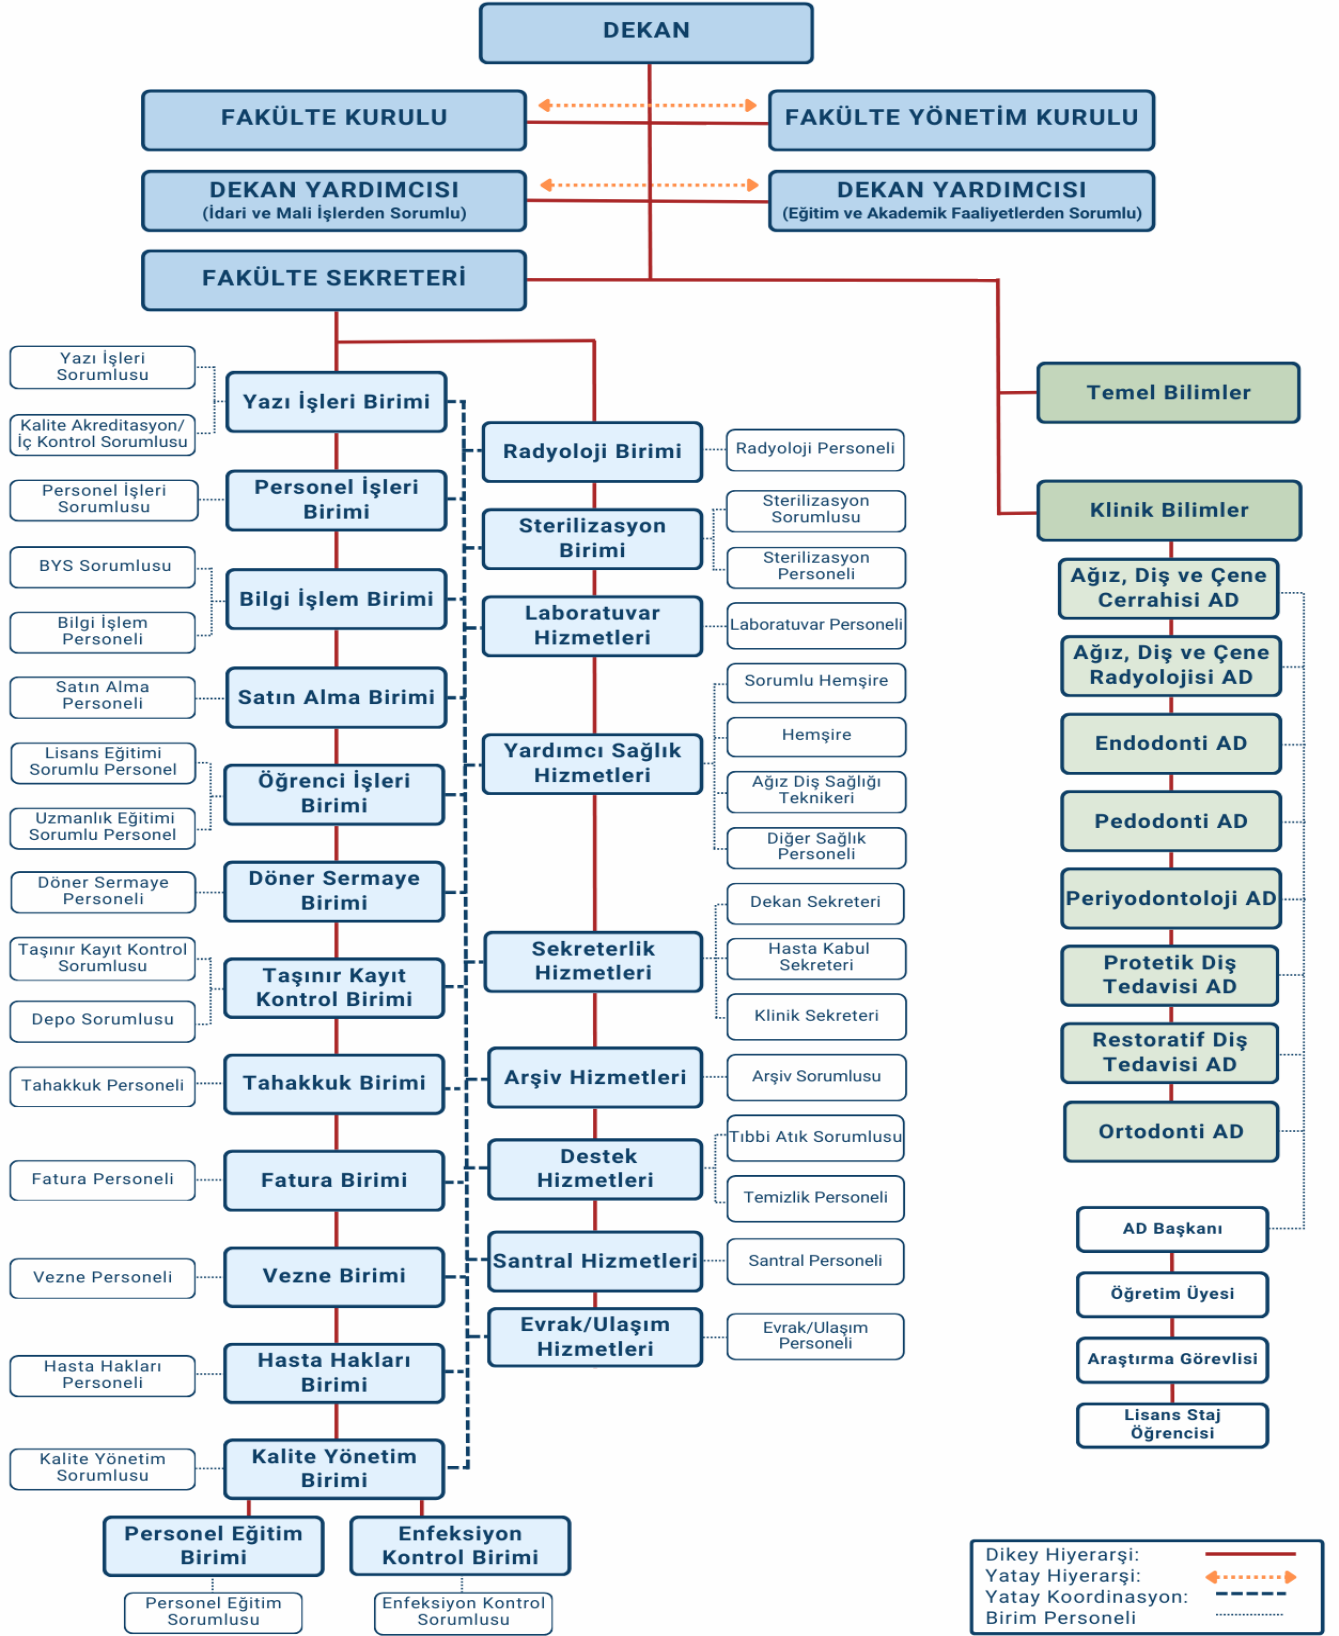 DEKAN
FAKÜLTE KURULU
FAKÜLTE YÖNETİM KURULU
DEKAN YARDIMCISI
(İdari ve Mali İşlerden Sorumlu)
DEKAN YARDIMCISI
(Eğitim ve Akademik Faaliyetlerden Sorumlu)
FAKÜLTE SEKRETERİ
Yazı İşleri
Sorumlusu
Kalite Akreditasyon/
İç Kontrol Sorumlusu
Yazı İşleri Birimi
Personel İşleri
Sorumlusu
Personel İşleri
Birimi
BYS Sorumlusu
Bilgi İşlem
Personeli
Bilgi İşlem Birimi
Satın Alma
Personeli
Satın Alma Birimi
Lisans Eğitimi
Sorumlu Personel
Uzmanlık Eğitimi
Sorumlu Personel
Öğrenci İşleri
Birimi
Döner Sermaye
Personeli
Döner Sermaye
Birimi
Taşınır Kayıt Kontrol
Sorumlusu
Depo Sorumlusu
Taşınır Kayıt
Kontrol Birimi
Tahakkuk Personeli
Tahakkuk Birimi
Fatura Personeli
Fatura Birimi
Vezne Personeli
Vezne Birimi
Hasta Hakları
Personeli
Hasta Hakları
Birimi
Kalite Yönetim
Sorumlusu
Kalite Yönetim
Birimi
Personel Eğitim
Birimi
Personel Eğitim
Sorumlusu
Enfeksiyon
Kontrol Birimi
Enfeksiyon Kontrol
Sorumlusu
Radyoloji Birimi
Radyoloji Personeli
Sterilizasyon
Birimi
Sterilizasyon
Sorumlusu
Sterilizasyon
Personeli
Laboratuvar
Hizmetleri
Laboratuvar Personeli
Yardımcı Sağlık
Hizmetleri
Sorumlu Hemşire
Hemşire
Ağız Diş Sağlığı
Teknikeri
Diğer Sağlık
Personeli
Sekreterlik
Hizmetleri
Dekan Sekreteri
Hasta Kabul
Sekreteri
Klinik Sekreteri
Arşiv Hizmetleri
Arşiv Sorumlusu
Destek
Hizmetleri
Tıbbi Atık Sorumlusu
Temizlik Personeli
Santral Hizmetleri
Santral Personeli
Evrak/Ulaşım
Hizmetleri
Evrak/Ulaşım
Personeli
Temel Bilimler
Klinik Bilimler
Ağız, Diş ve Çene
Cerrahisi AD
Ağız, Diş ve Çene
Radyolojisi AD
Endodonti AD
Pedodonti AD
Periyodontoloji AD
Protetik Diş
Tedavisi AD
Restoratif Diş
Tedavisi AD
Ortodonti AD
AD Başkanı
Öğretim Üyesi
Araştırma Görevlisi
Lisans Staj
Öğrencisi
Dikey Hiyerarşi:
Yatay Hiyerarşi:
Yatay Koordinasyon:
Birim Personeli